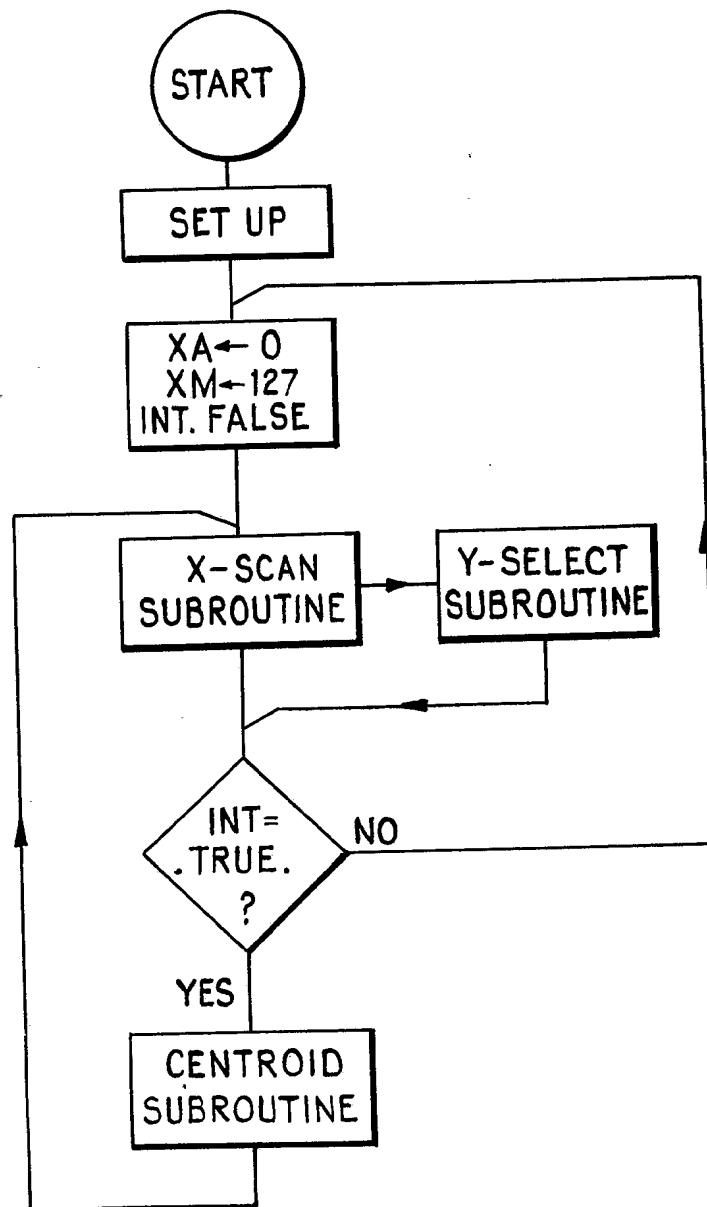 START
SET UP
XA← 0
XM←127
INT. FALSE
X-SCAN
SUBROUTINE
Y-SELECT
SUBROUTINE
INT=
.TRUE.
?
NO
YES
CENTROID
SUBROUTINE